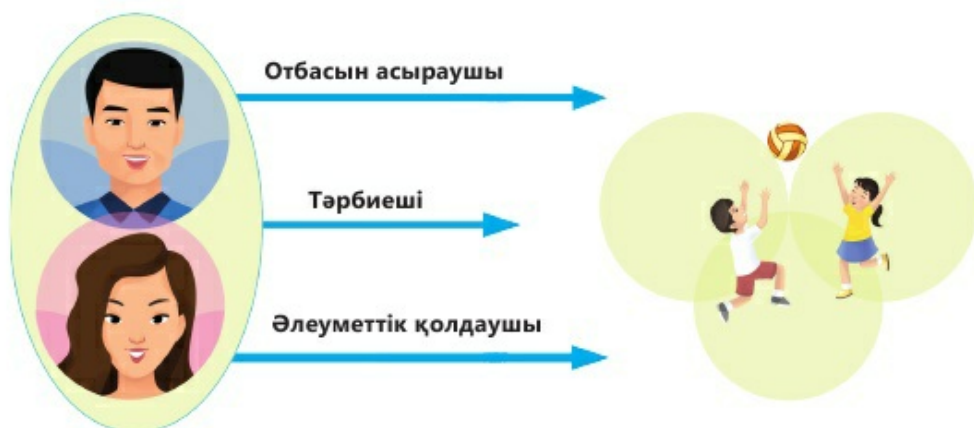 Отбасын асыраушы
Тәрбиеші
Әлеуметтік қолдаушы